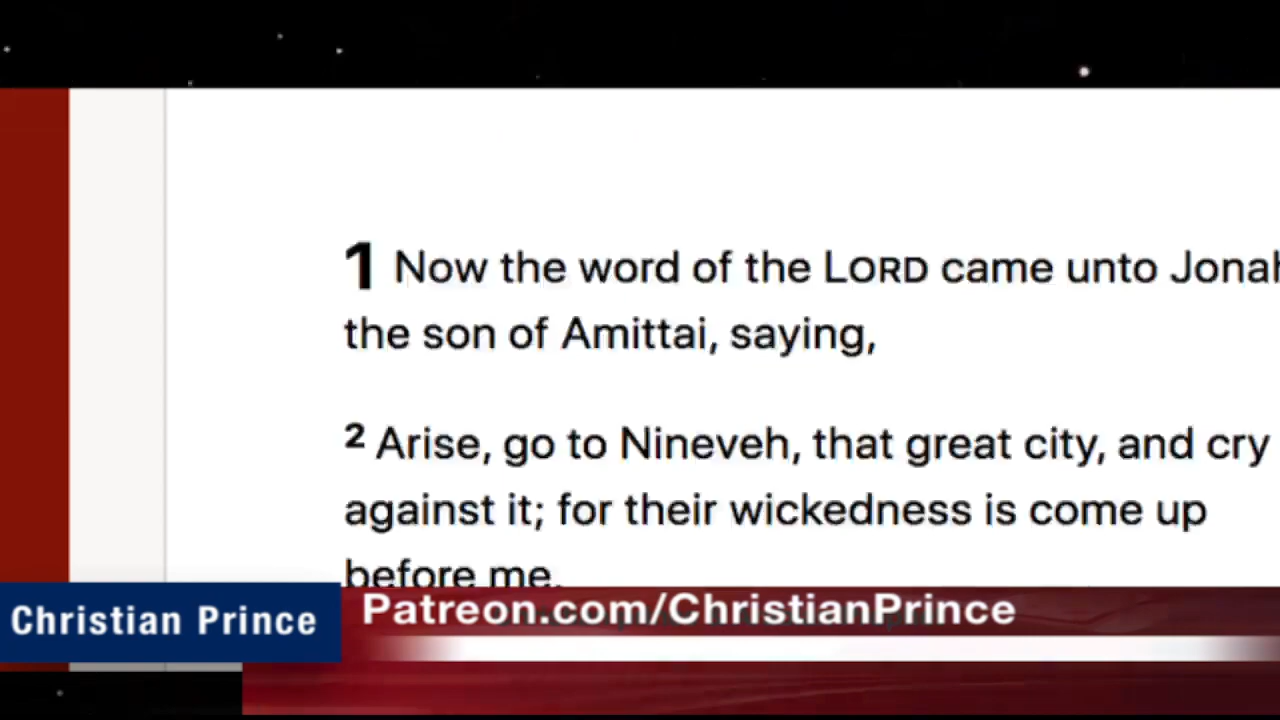 1 Now the word of the LORD came unto Jonah
the son of Amittai, saying,
2 Arise, go to Nineveh, that great city, and cry
against it; for their wickedness is come up
before me.
Christian Prince
Patreon.com/ChristianPrince